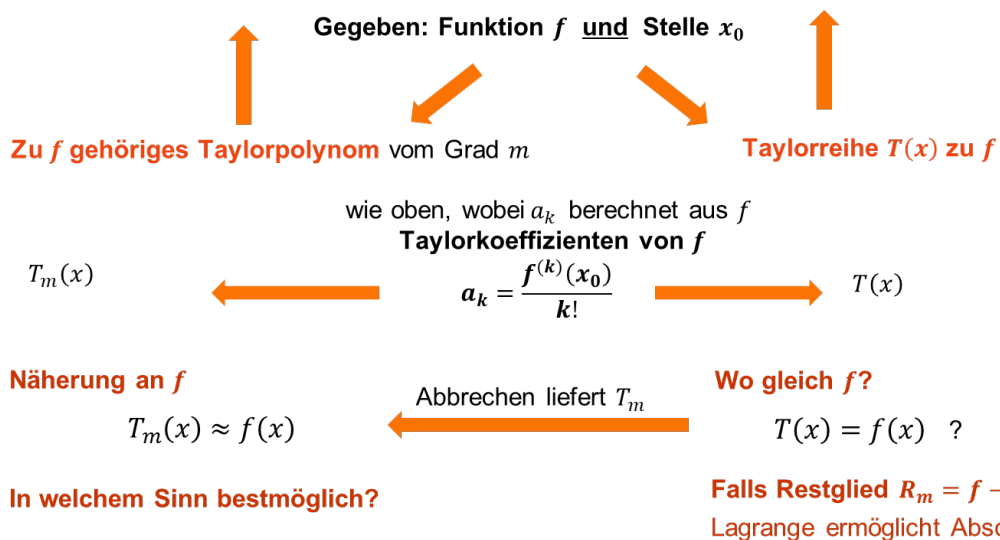 Gegeben: Funktion f und Stelle x₀
Zu f gehöriges Taylorpolynom vom Grad m
Taylorreihe T(x) zu f
wie oben, wobei aₖ berechnet aus f
Taylorkoeffizienten von f
Tₘ(x)
aₖ = f⁽ᵏ⁾(x₀) / k!
T(x)
Näherung an f
Wo gleich f?
Abbrechen liefert Tₘ
Tₘ(x) ≈ f(x)
T(x) = f(x) ?
In welchem Sinn bestmöglich?
Falls Restglied Rₘ = f −
Lagrange ermöglicht